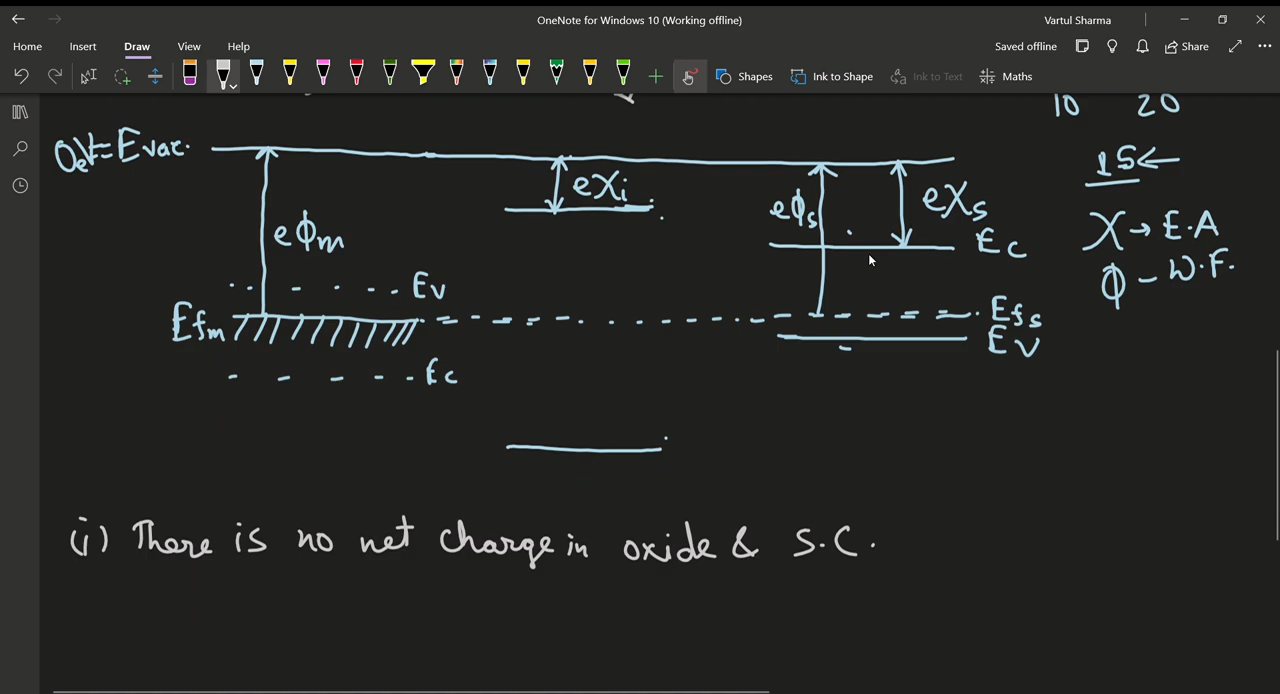 OneNote for Windows 10 (Working offline)
Vartul Sharma
Home Insert Draw View Help
Saved offline Share
Shapes Ink to Shape Ink to Text Maths
10 20
0eV=Evac.
15←
eϕm
eχi
eϕs
eχs
Ec
χ→E.A
ϕ-W.F.
Ev
Efm
Efs
Ev
Ec
(i) There is no net charge in oxide & S.C.